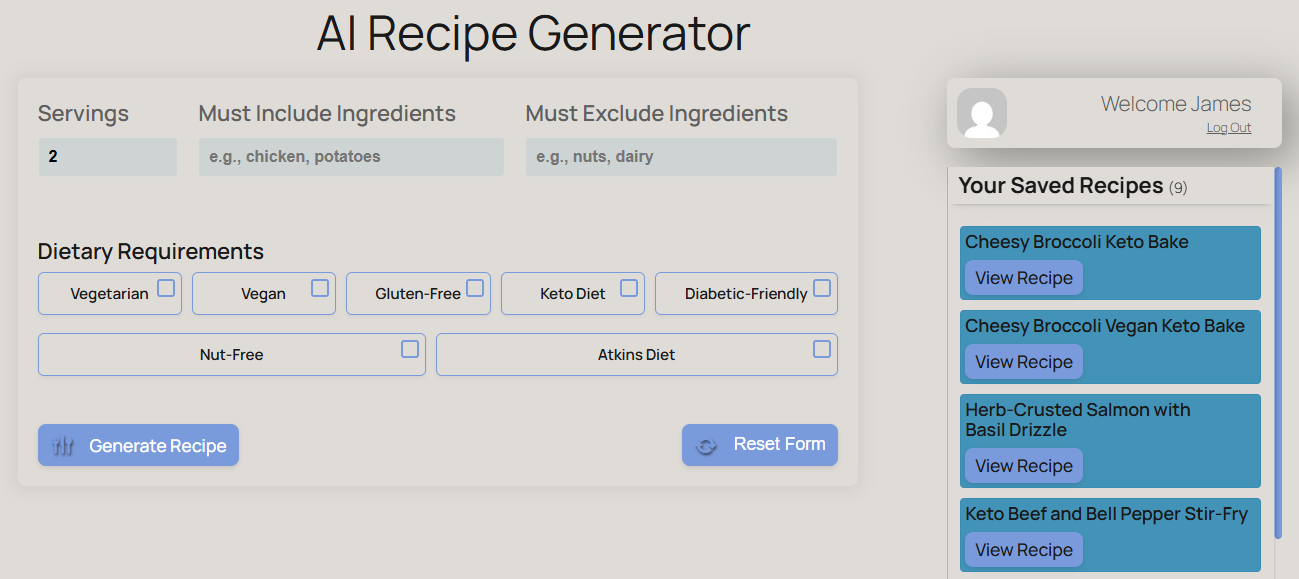 AI Recipe Generator
Servings
Must Include Ingredients
Must Exclude Ingredients
2
e.g., chicken, potatoes
e.g., nuts, dairy
Dietary Requirements
Vegetarian
Vegan
Gluten-Free
Keto Diet
Diabetic-Friendly
Nut-Free
Atkins Diet
Generate Recipe
Reset Form
Welcome James
Log Out
Your Saved Recipes (9)
Cheesy Broccoli Keto Bake
View Recipe
Cheesy Broccoli Vegan Keto Bake
View Recipe
Herb-Crusted Salmon with
Basil Drizzle
View Recipe
Keto Beef and Bell Pepper Stir-Fry
View Recipe